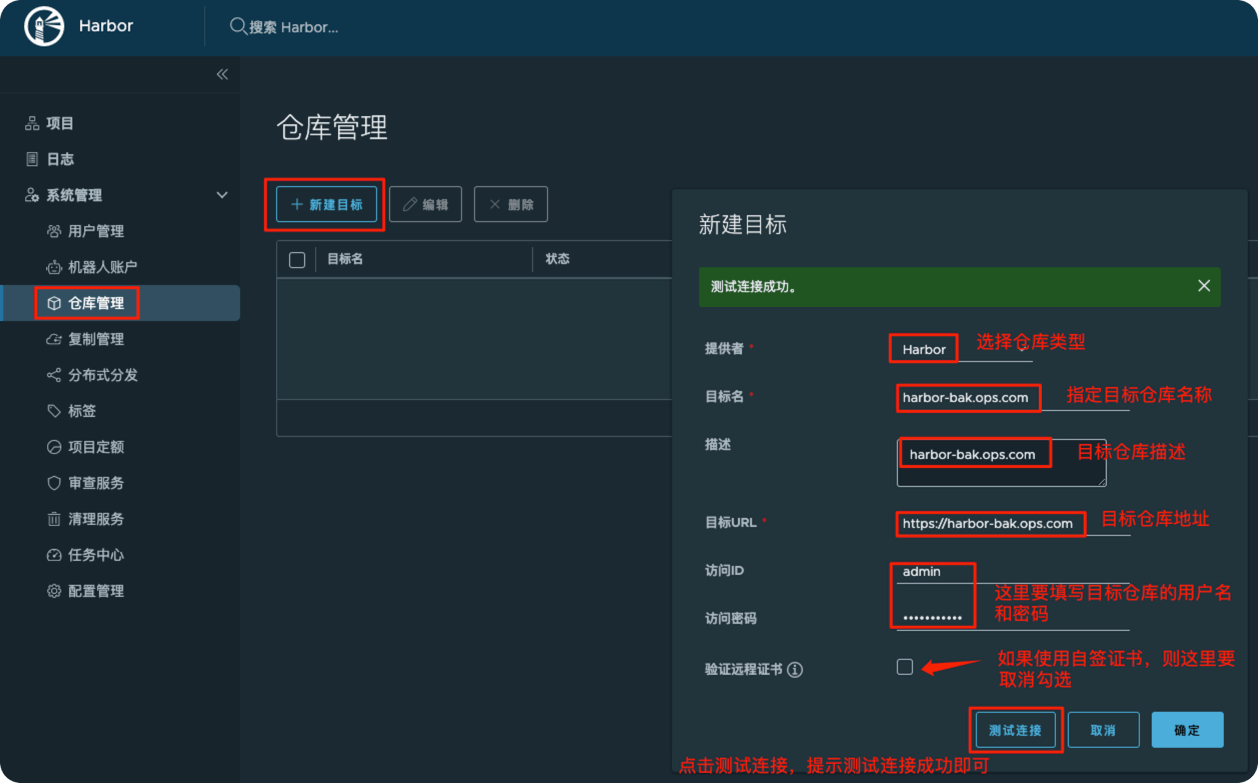 Harbor
搜索 Harbor...
项目
日志
系统管理
用户管理
机器人账户
仓库管理
复制管理
分布式分发
标签
项目定额
审查服务
清理服务
任务中心
配置管理
仓库管理
新建目标
编辑
删除
目标名
状态
新建目标
测试连接成功。
提供者 *
Harbor
选择仓库类型
目标名 *
harbor-bak.ops.com
指定目标仓库名称
描述
harbor-bak.ops.com
目标仓库描述
目标URL *
https://harbor-bak.ops.com
目标仓库地址
访问ID
admin
访问密码
•••••••••••
这里要填写目标仓库的用户名
和密码
验证远程证书
如果使用自签证书，则这里要
取消勾选
测试连接
取消
确定
点击测试连接，提示测试连接成功即可